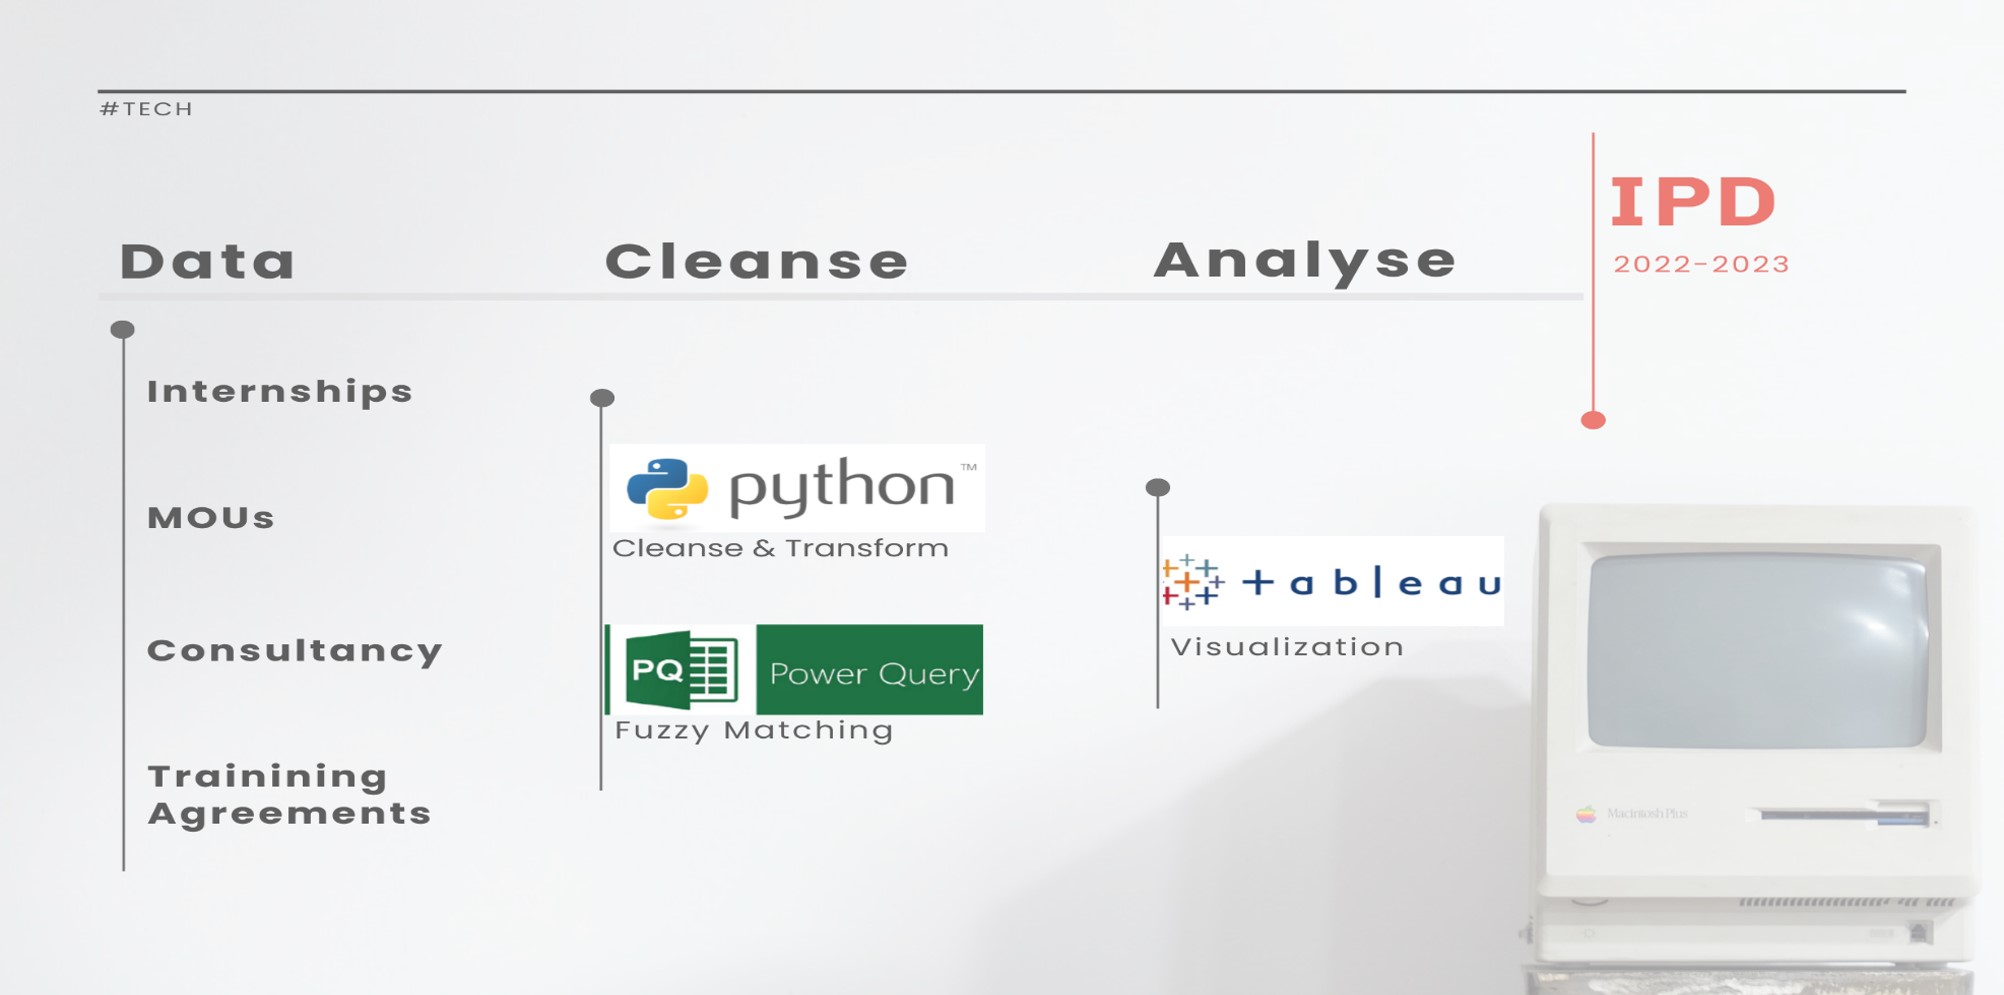 #TECH
IPD
2022-2023
Data
Cleanse
Analyse
Internships
MOUs
Consultancy
Trainining
Agreements
python™
Cleanse & Transform
PQ
Power Query
Fuzzy Matching
+ableau
Visualization
Macintosh Plus